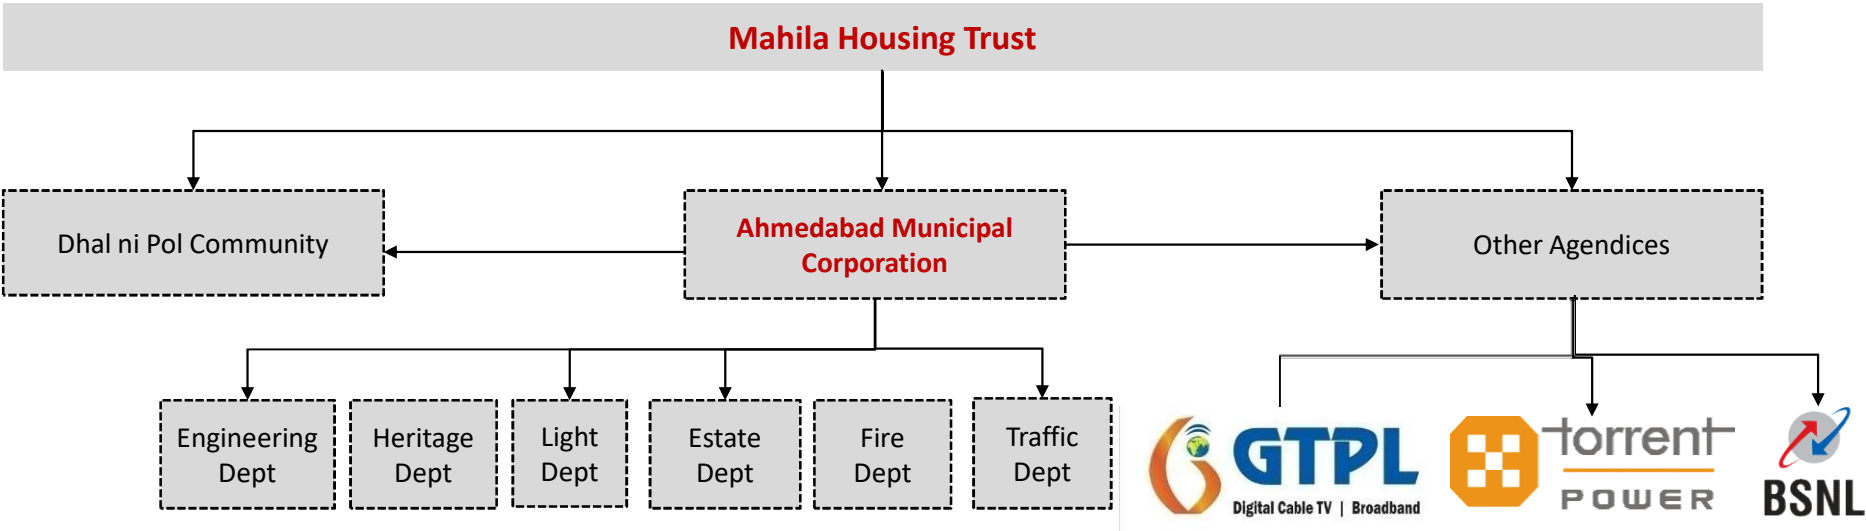 Mahila Housing Trust
Dhal ni Pol Community
Ahmedabad Municipal
Corporation
Other Agendices
Engineering
Dept
Heritage
Dept
Light
Dept
Estate
Dept
Fire
Dept
Traffic
Dept
GTPL
Digital Cable TV | Broadband
torrent
POWER
BSNL